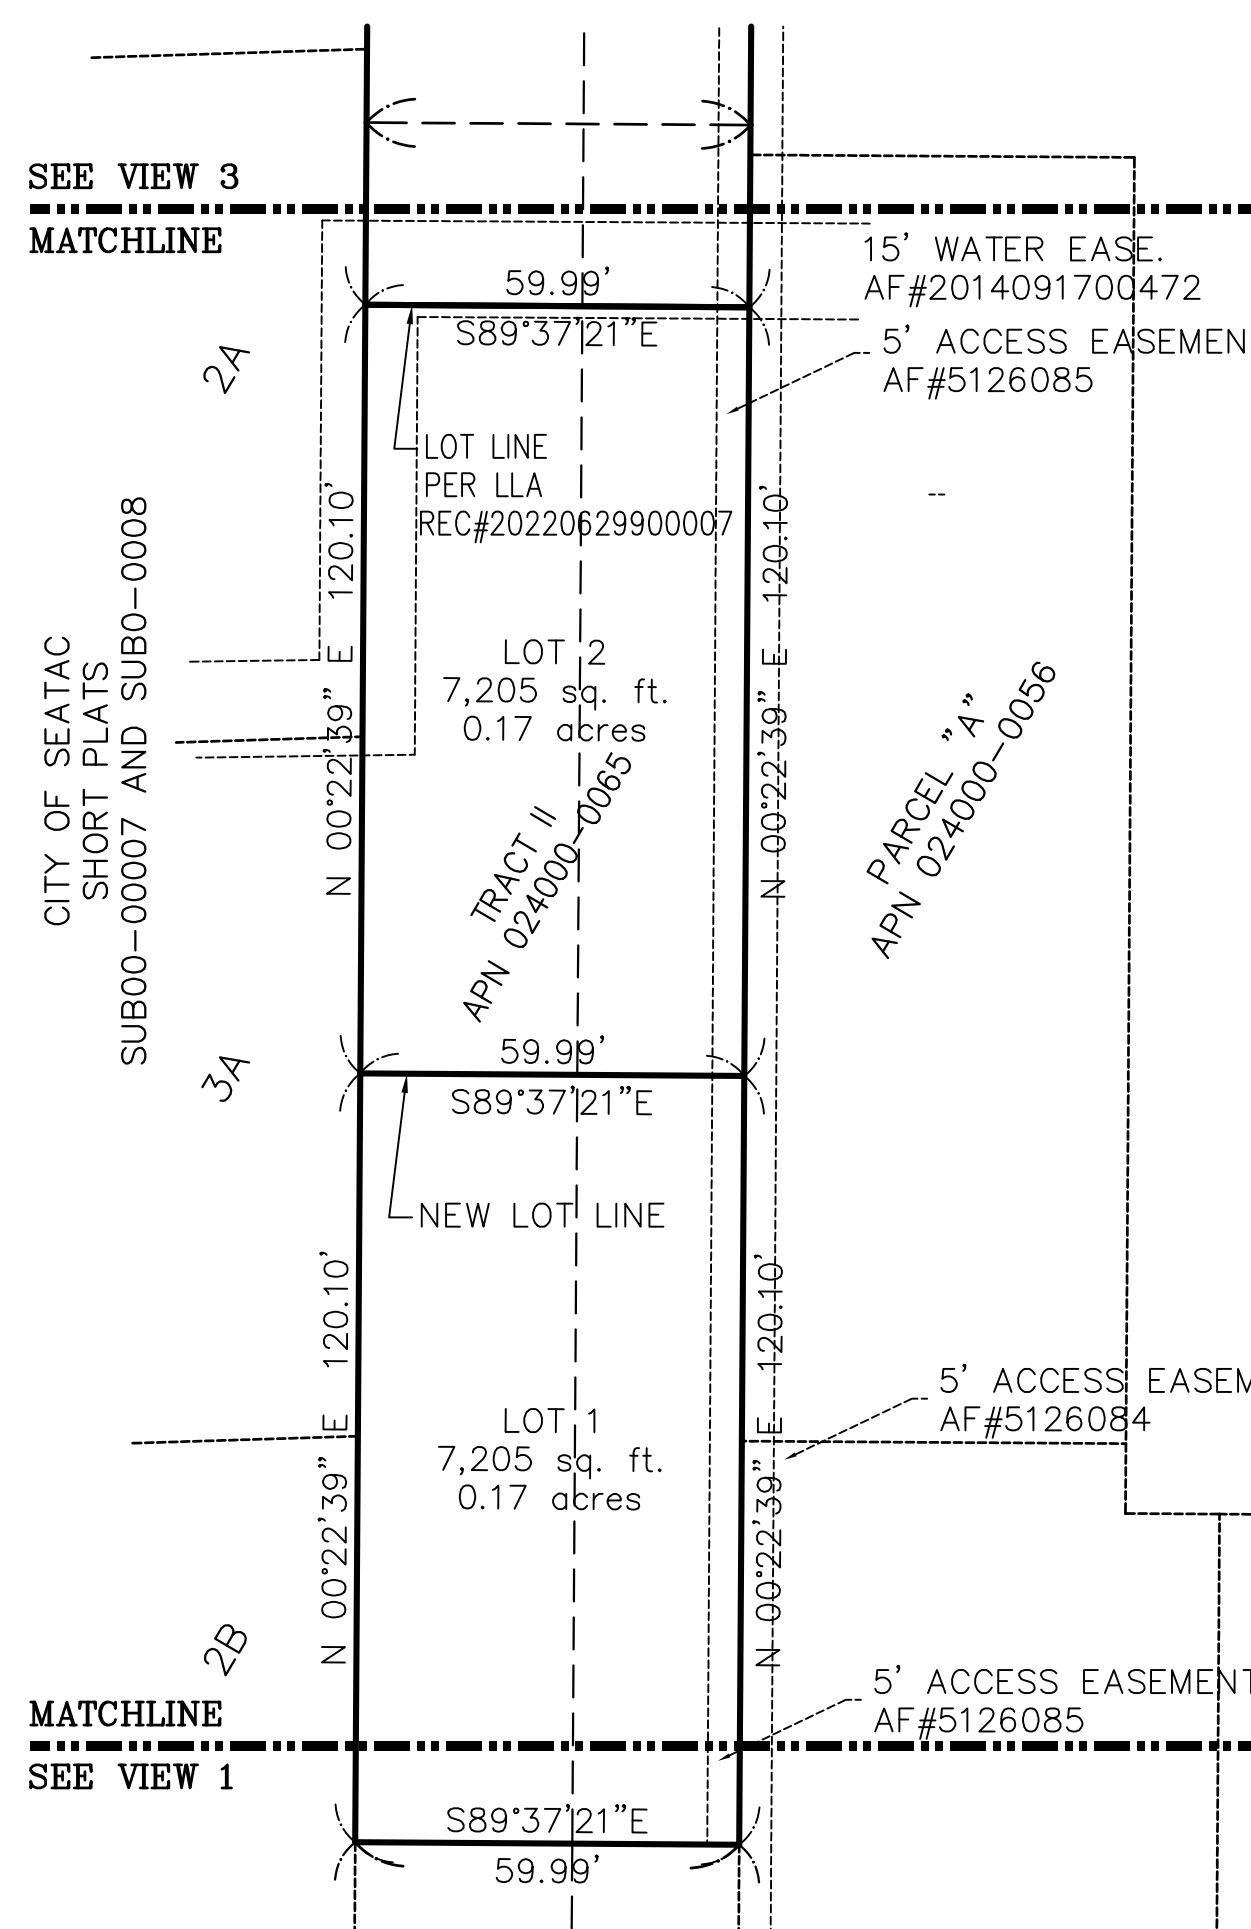 SEE VIEW 3
MATCHLINE
59.99'
S89°37'21"E
15' WATER EASE.
AF#2014091700472
5' ACCESS EASEMEN
AF#5126085
2A
LOT LINE
PER LLA
REC#20220629900007
N 00°22'39" E 120.10'
N 00°22'39" E 120.10'
--
CITY OF SEATAC
SHORT PLATS
SUB00-00007 AND SUB0-0008
LOT 2
7,205 sq. ft.
0.17 acres
TRACT II
APN 024000-0065
PARCEL "A"
APN 024000-0056
3A
59.99'
S89°37'21"E
NEW LOT LINE
N 00°22'39" E 120.10'
N 00°22'39" E 120.10'
LOT 1
7,205 sq. ft.
0.17 acres
5' ACCESS EASEM
AF#5126084
2B
5' ACCESS EASEMENT
AF#5126085
MATCHLINE
SEE VIEW 1
S89°37'21"E
59.99'